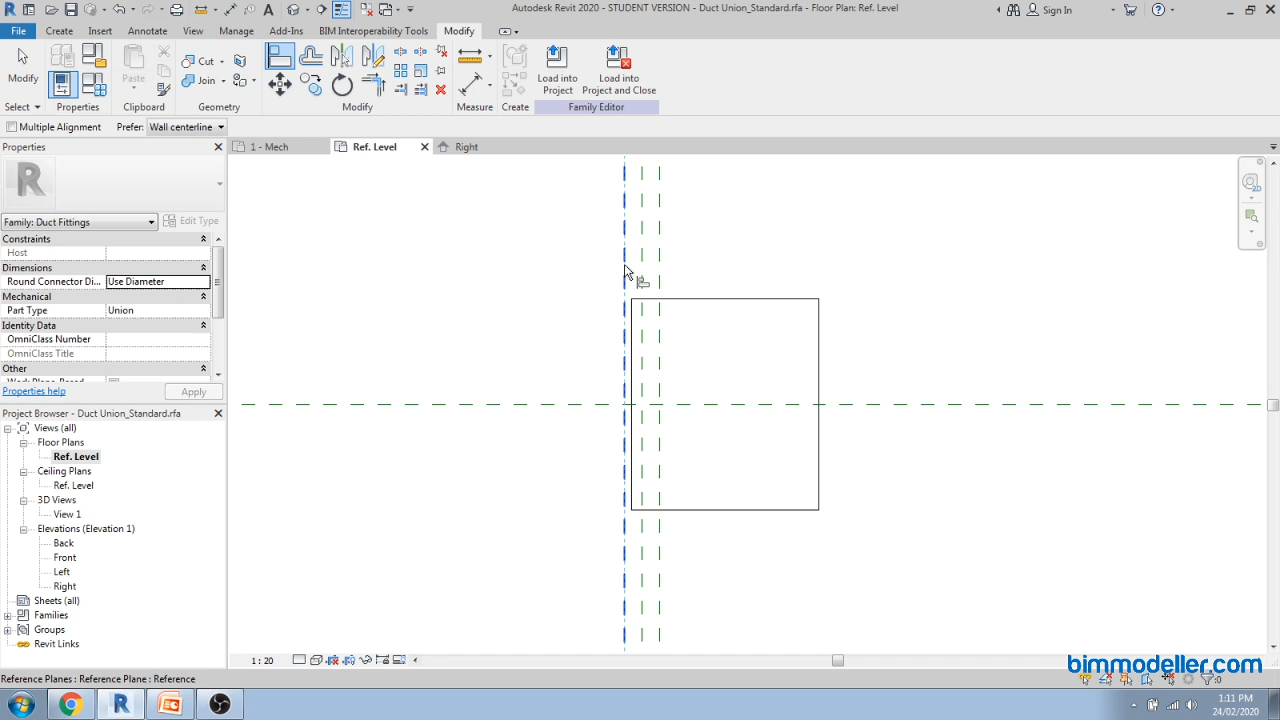 Autodesk Revit 2020 - STUDENT VERSION - Duct Union_Standard.rfa - Floor Plan: Ref. Level
Sign In
File Create Insert Annotate View Manage Add-Ins BIM Interoperability Tools Modify
Modify
Paste
Cut
Join
Load into
Project
Load into
Project and Close
Select Properties Clipboard Geometry Modify Measure Create Family Editor
Multiple Alignment Prefer: Wall centerline
Properties
1 - Mech
Ref. Level
Right
R
2D
Family: Duct Fittings
Edit Type
Constraints
Host
Dimensions
Round Connector Di... Use Diameter
Mechanical
Part Type Union
Identity Data
OmniClass Number
OmniClass Title
Other
Properties help
Apply
Project Browser - Duct Union_Standard.rfa
Views (all)
Floor Plans
Ref. Level
Ceiling Plans
Ref. Level
3D Views
View 1
Elevations (Elevation 1)
Back
Front
Left
Right
Sheets (all)
Families
Groups
Revit Links
1 : 20
bimmodeller.com
Reference Planes : Reference Plane : Reference
:0
1:11 PM
24/02/2020